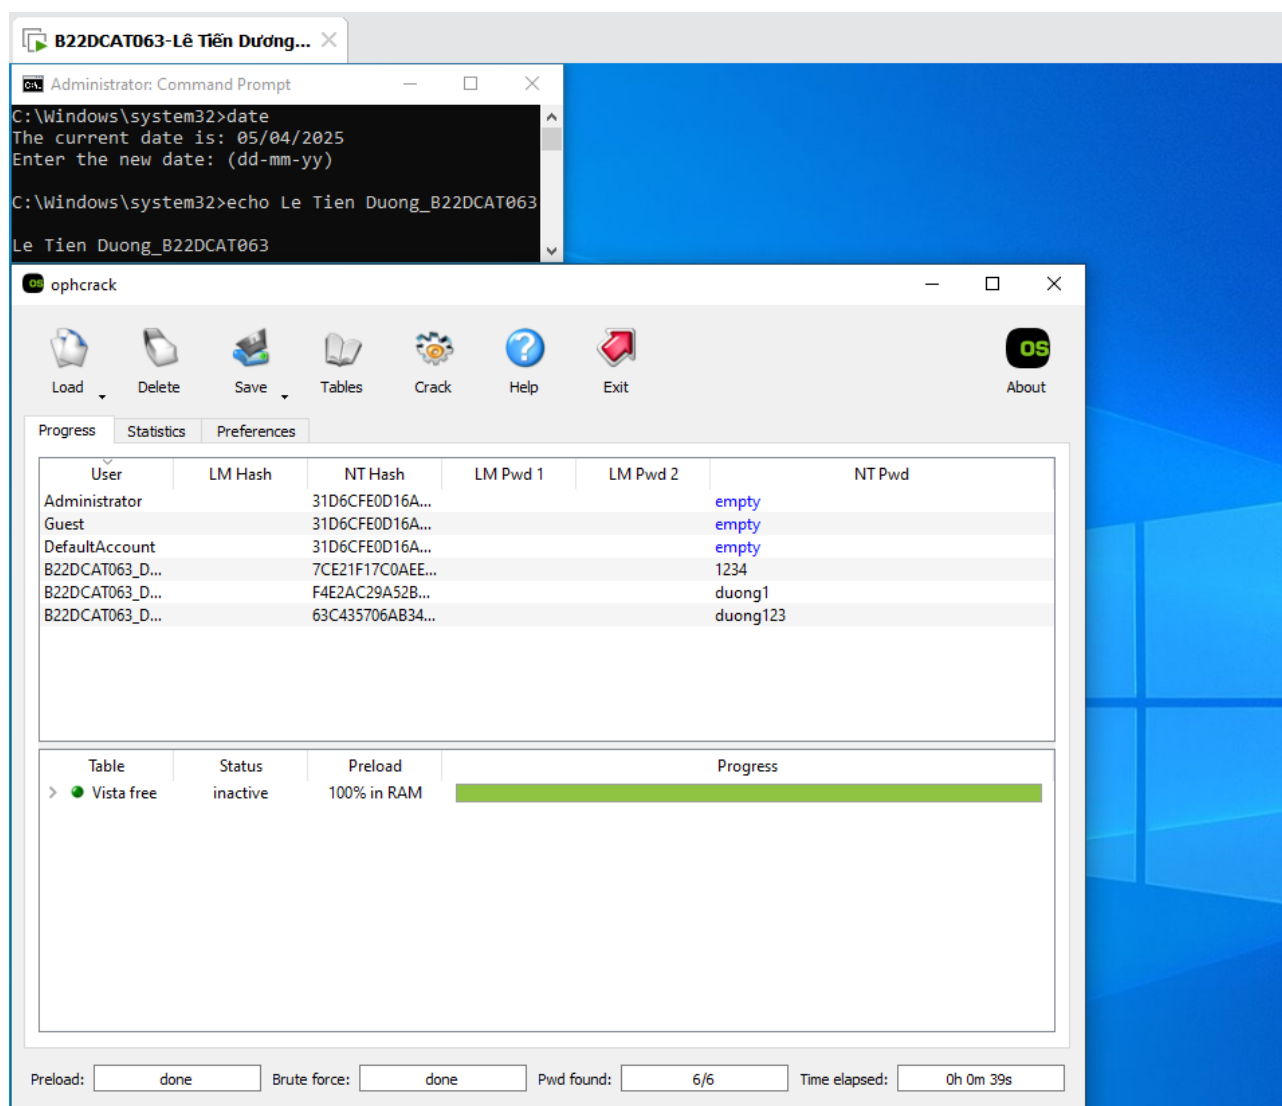 B22DCAT063-Lê Tiến Dương...
Administrator: Command Prompt
C:\Windows\system32>date
The current date is: 05/04/2025
Enter the new date: (dd-mm-yy)
C:\Windows\system32>echo Le Tien Duong_B22DCAT063
Le Tien Duong_B22DCAT063
ophcrack
Load Delete Save Tables Crack Help Exit OS About
Progress Statistics Preferences
User LM Hash NT Hash LM Pwd 1 LM Pwd 2 NT Pwd
Administrator 31D6CFE0D16A... empty
Guest 31D6CFE0D16A... empty
DefaultAccount 31D6CFE0D16A... empty
B22DCAT063_D... 7CE21F17C0AEE... 1234
B22DCAT063_D... F4E2AC29A52B... duong1
B22DCAT063_D... 63C435706AB34... duong123
Table Status Preload Progress
Vista free inactive 100% in RAM
Preload: done Brute force: done Pwd found: 6/6 Time elapsed: 0h 0m 39s